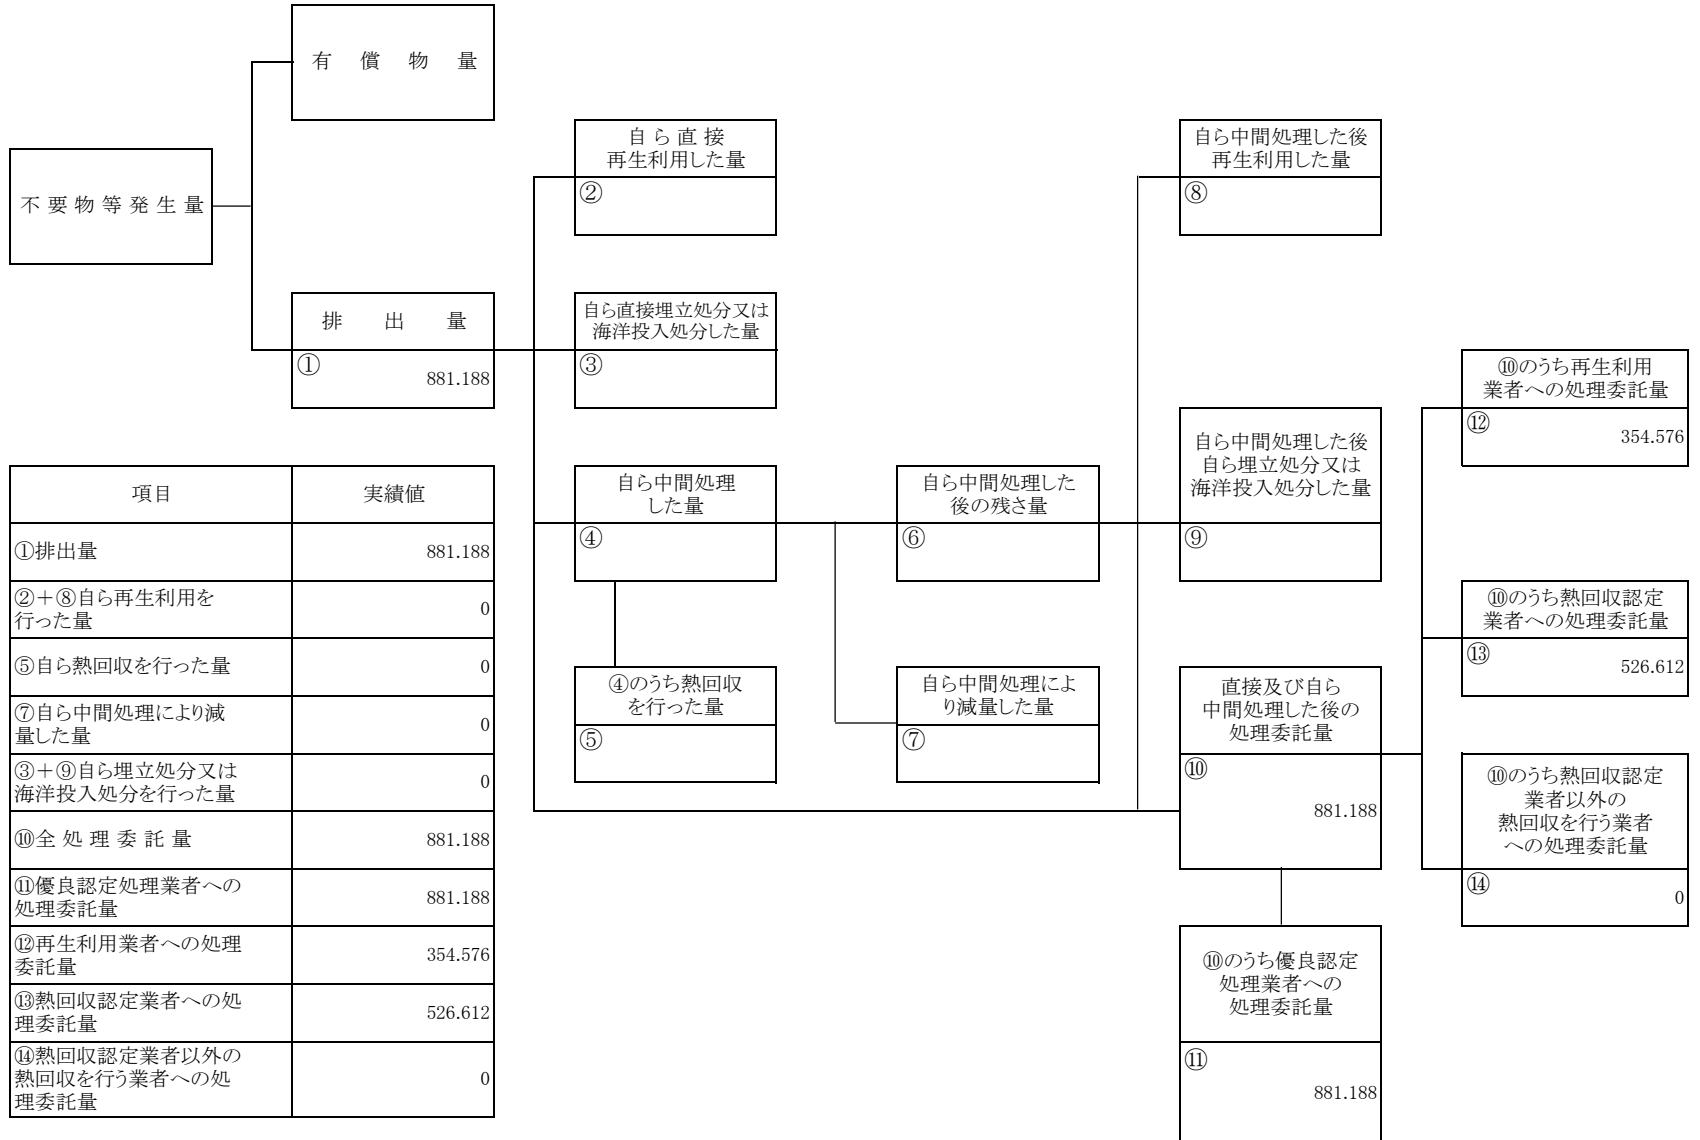 有償物量
不要物等発生量
排出量
①
881.188
自ら直接
再生利用した量
②
自ら直接埋立処分又は
海洋投入処分した量
③
自ら中間処理
した量
④
④のうち熱回収
を行った量
⑤
自ら中間処理した
後の残さ量
⑥
自ら中間処理によ
り減量した量
⑦
自ら中間処理した後
再生利用した量
⑧
自ら中間処理した後
自ら埋立処分又は
海洋投入処分した量
⑨
直接及び自ら
中間処理した後の
処理委託量
⑩
881.188
⑩のうち優良認定
処理業者への
処理委託量
⑪
881.188
⑩のうち再生利用
業者への処理委託量
⑫
354.576
⑩のうち熱回収認定
業者への処理委託量
⑬
526.612
⑩のうち熱回収認定
業者以外の
熱回収を行う業者
への処理委託量
⑭
0
項目 実績値
①排出量 881.188
②+⑧自ら再生利用を
行った量 0
⑤自ら熱回収を行った量 0
⑦自ら中間処理により減
量した量 0
③+⑨自ら埋立処分又は
海洋投入処分を行った量 0
⑩全処理委託量 881.188
⑪優良認定処理業者への
処理委託量 881.188
⑫再生利用業者への処理
委託量 354.576
⑬熱回収認定業者への処
理委託量 526.612
⑭熱回収認定業者以外の
熱回収を行う業者への処
理委託量 0